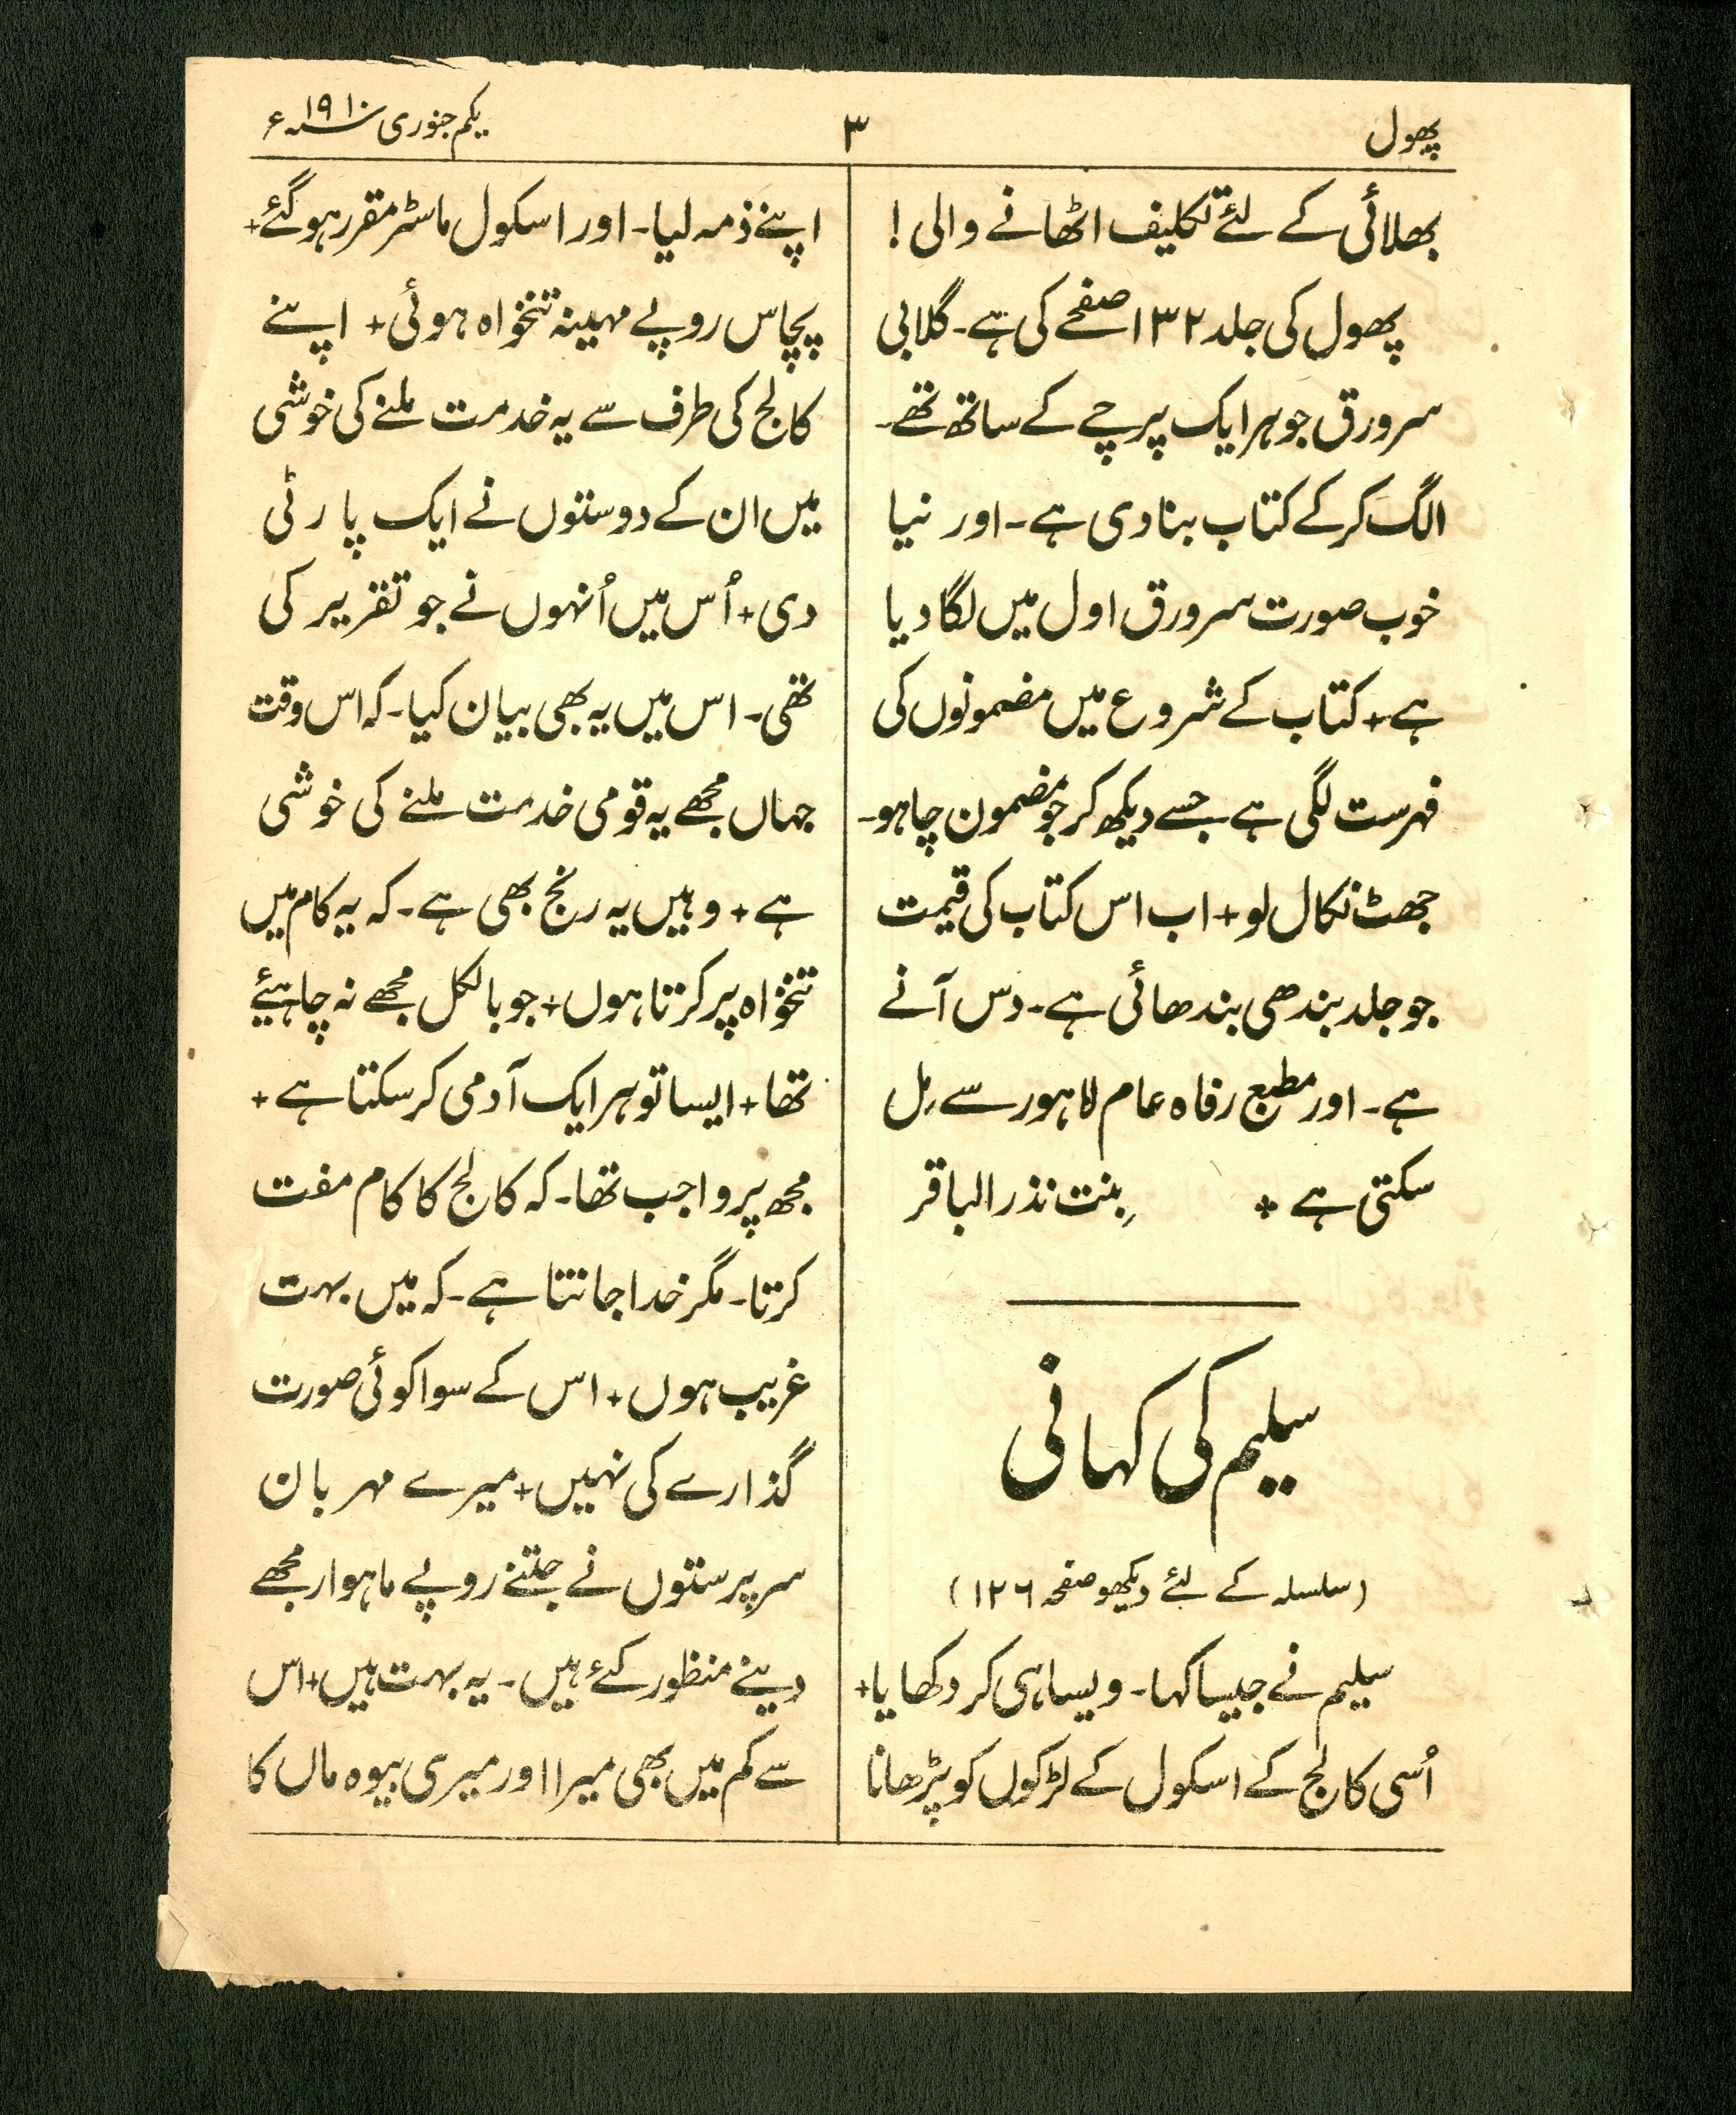 پھول
۳
یکم جنوری ۱۹۱۰ء
بھلائی کے لئے تکلیف اٹھانے والی !
پھول کی جلد ۱۳۲ صفحے کی ہے۔ گلابی
سرورق جو ہر ایک پرچے کے ساتھ تھے۔
الگ کر کے کتاب بنا دی ہے۔ اور نیا
خوب صورت سرورق اول میں لگا دیا
ہے + کتاب کے شروع میں مضمونوں کی
فہرست لگی ہے۔ جسے دیکھ کر جو مضمون چاہو۔
جھٹ نکال لو + اب اس کتاب کی قیمت
جو جلد بندھی بندھائی ہے۔ دس آنے
ہے۔ اور مطبع رفاہ عام لاہور سے مِل
سکتی ہے + بِنت نذر الباقر
سلیم کی کہانی
(سلسلہ کے لئے دیکھو صفحہ ۱۲۶)
سلیم نے جیسا کہا۔ ویسا ہی کر دکھایا +
اُسی کالج کے اسکول کے لڑکوں کو پڑھانا
اپنے ذمہ لیا۔ اور اسکول ماسٹر مقرر ہو گئے +
پچاس روپے مہینہ تنخواہ ہوئی + اپنے
کالج کی طرف سے یہ خدمت ملنے کی خوشی
میں ان کے دوستوں نے ایک پارٹی
دی + اُس میں اُنہوں نے جو تقریر کی
تھی۔ اس میں یہ بھی بیان کیا۔ کہ اس وقت
جہاں مجھے یہ قومی خدمت ملنے کی خوشی
ہے + وہیں یہ رنج بھی ہے۔ کہ یہ کام میں
تنخواہ پر کرتا ہوں + جو بالکل مجھے نہ چاہیئے
تھا + ایسا تو ہر ایک آدمی کر سکتا ہے +
مجھ پر واجب تھا۔ کہ کالج کا کام مفت
کرتا۔ مگر خدا جانتا ہے۔ کہ میں بہت
غریب ہوں + اس کے سوا کوئی صورت
گذارے کی نہیں + میرے مہربان
سرپرستوں نے جتنے روپے ماہوار مجھے
دینے منظور کئے ہیں۔ یہ بہت ہیں + اس
سے کم میں بھی میرا اور میری بیوہ ماں کا